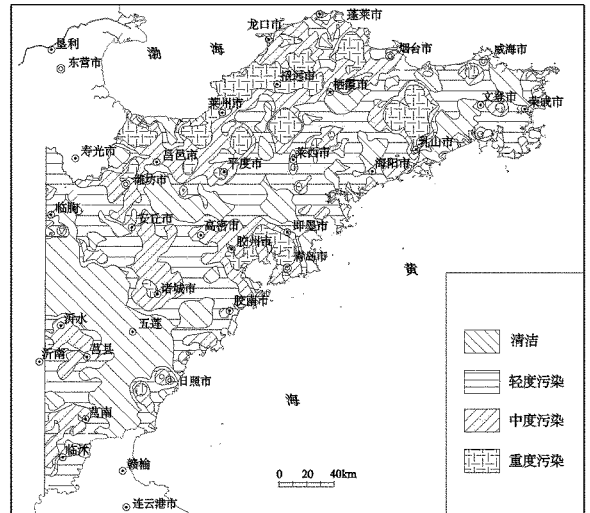 蓬莱市
龙口市
垦利
渤 海
烟台市
威海市
东营市
招远市
栖霞市
文登市
荣成市
莱州市
寿光市
昌邑市
莱西市
乳山市
平度市
海阳市
潍坊市
临朐
安丘市
高密市
即墨市
胶州市
青岛市
黄
诸城市
胶南市
沂水
五莲
清洁
沂南
莒县
日照市
轻度污染
海
莒南
中度污染
临沭
赣榆
重度污染
0 20 40km
连云港市